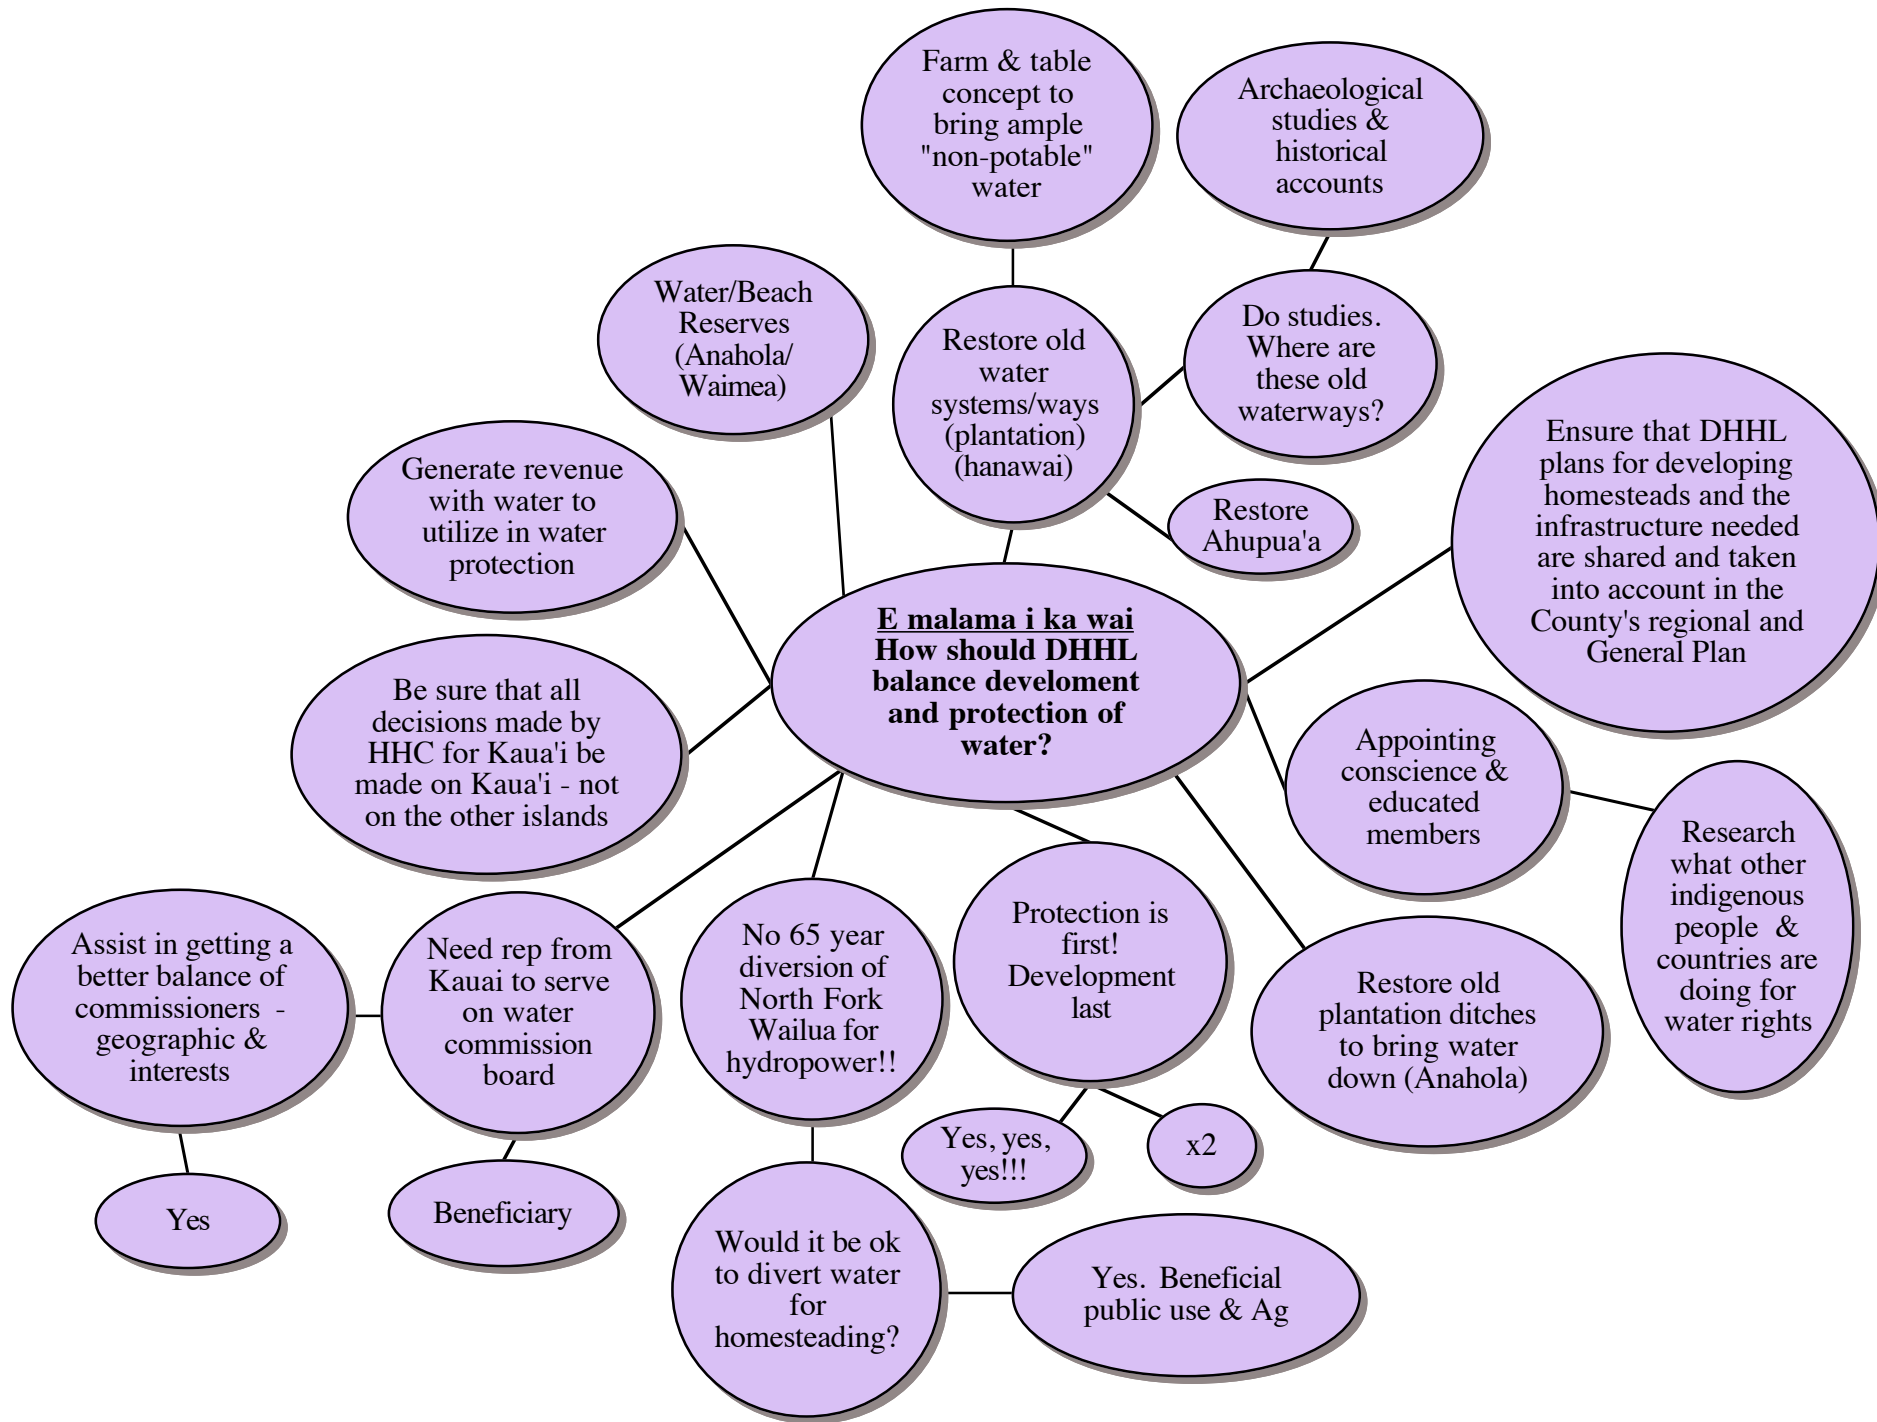 Farm & table
concept to
bring ample
"non-potable"
water
Archaeological
studies &
historical
accounts
Water/Beach
Reserves
(Anahola/
Waimea)
Restore old
water
systems/ways
(plantation)
(hanawai)
Do studies.
Where are
these old
waterways?
Restore
Ahupua'a
Ensure that DHHL
plans for developing
homesteads and the
infrastructure needed
are shared and taken
into account in the
County's regional and
General Plan
Generate revenue
with water to
utilize in water
protection
E malama i ka wai
How should DHHL
balance develoment
and protection of
water?
Be sure that all
decisions made by
HHC for Kaua'i be
made on Kaua'i - not
on the other islands
Appointing
conscience &
educated
members
Research
what other
indigenous
people &
countries are
doing for
water rights
Assist in getting a
better balance of
commissioners -
geographic &
interests
Need rep from
Kauai to serve
on water
commission
board
No 65 year
diversion of
North Fork
Wailua for
hydropower!!
Protection is
first!
Development
last
Restore old
plantation ditches
to bring water
down (Anahola)
Yes, yes,
yes!!!
x2
Yes
Beneficiary
Would it be ok
to divert water
for
homesteading?
Yes. Beneficial
public use & Ag